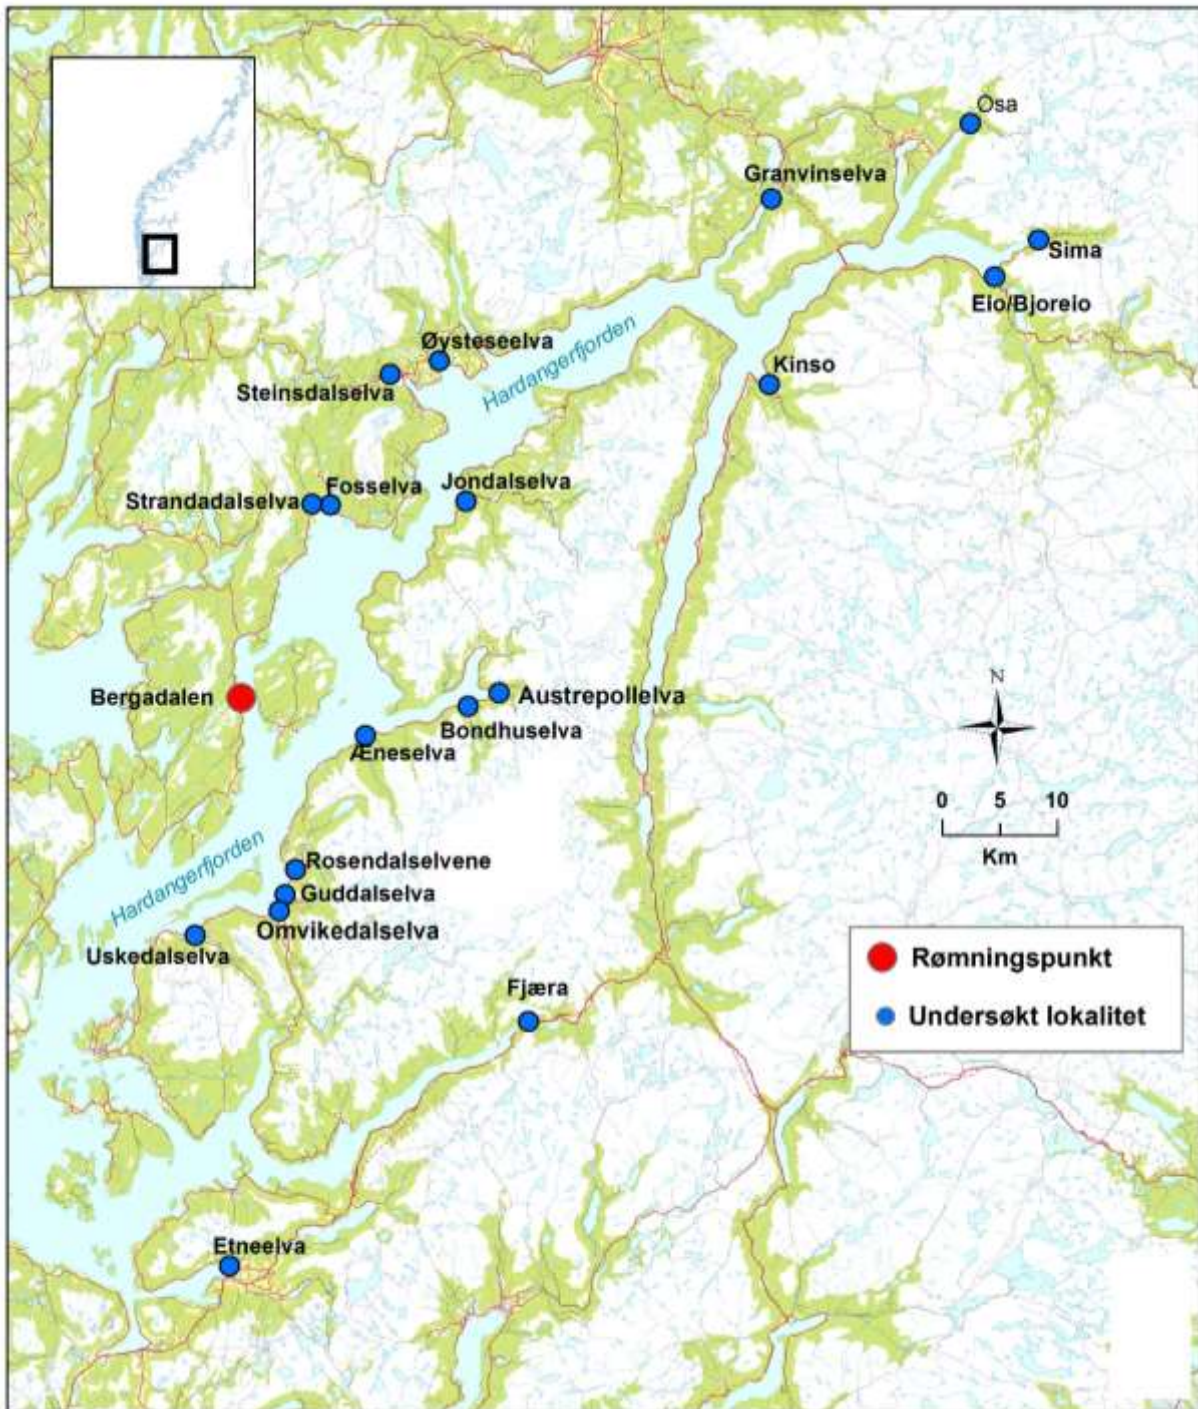 Osa
Granvinselva
Sima
Eio/Bjoreio
Øysteseelva
Hardangerfjorden
Kinso
Steinsdalselva
Jondalselva
Fosselva
Strandadalselva
N
Bergadalen
Austrepollelva
Bondhuselva
Æneselva
0 5 10
Km
Hardangerfjorden
Rosendalselvene
Guddalselva
Omvikedalselva
Uskedalselva
Rømningspunkt
Fjæra
Undersøkt lokalitet
Etneelva